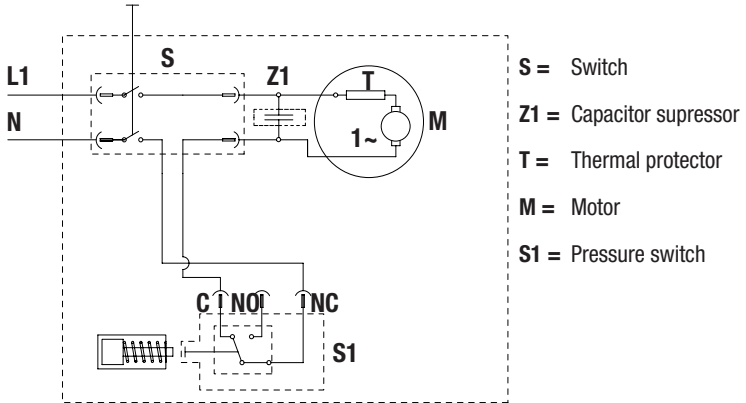 S
L1
Z1
T
N
1~
M
C NO NC
S1
S = Switch
Z1 = Capacitor supressor
T = Thermal protector
M = Motor
S1 = Pressure switch